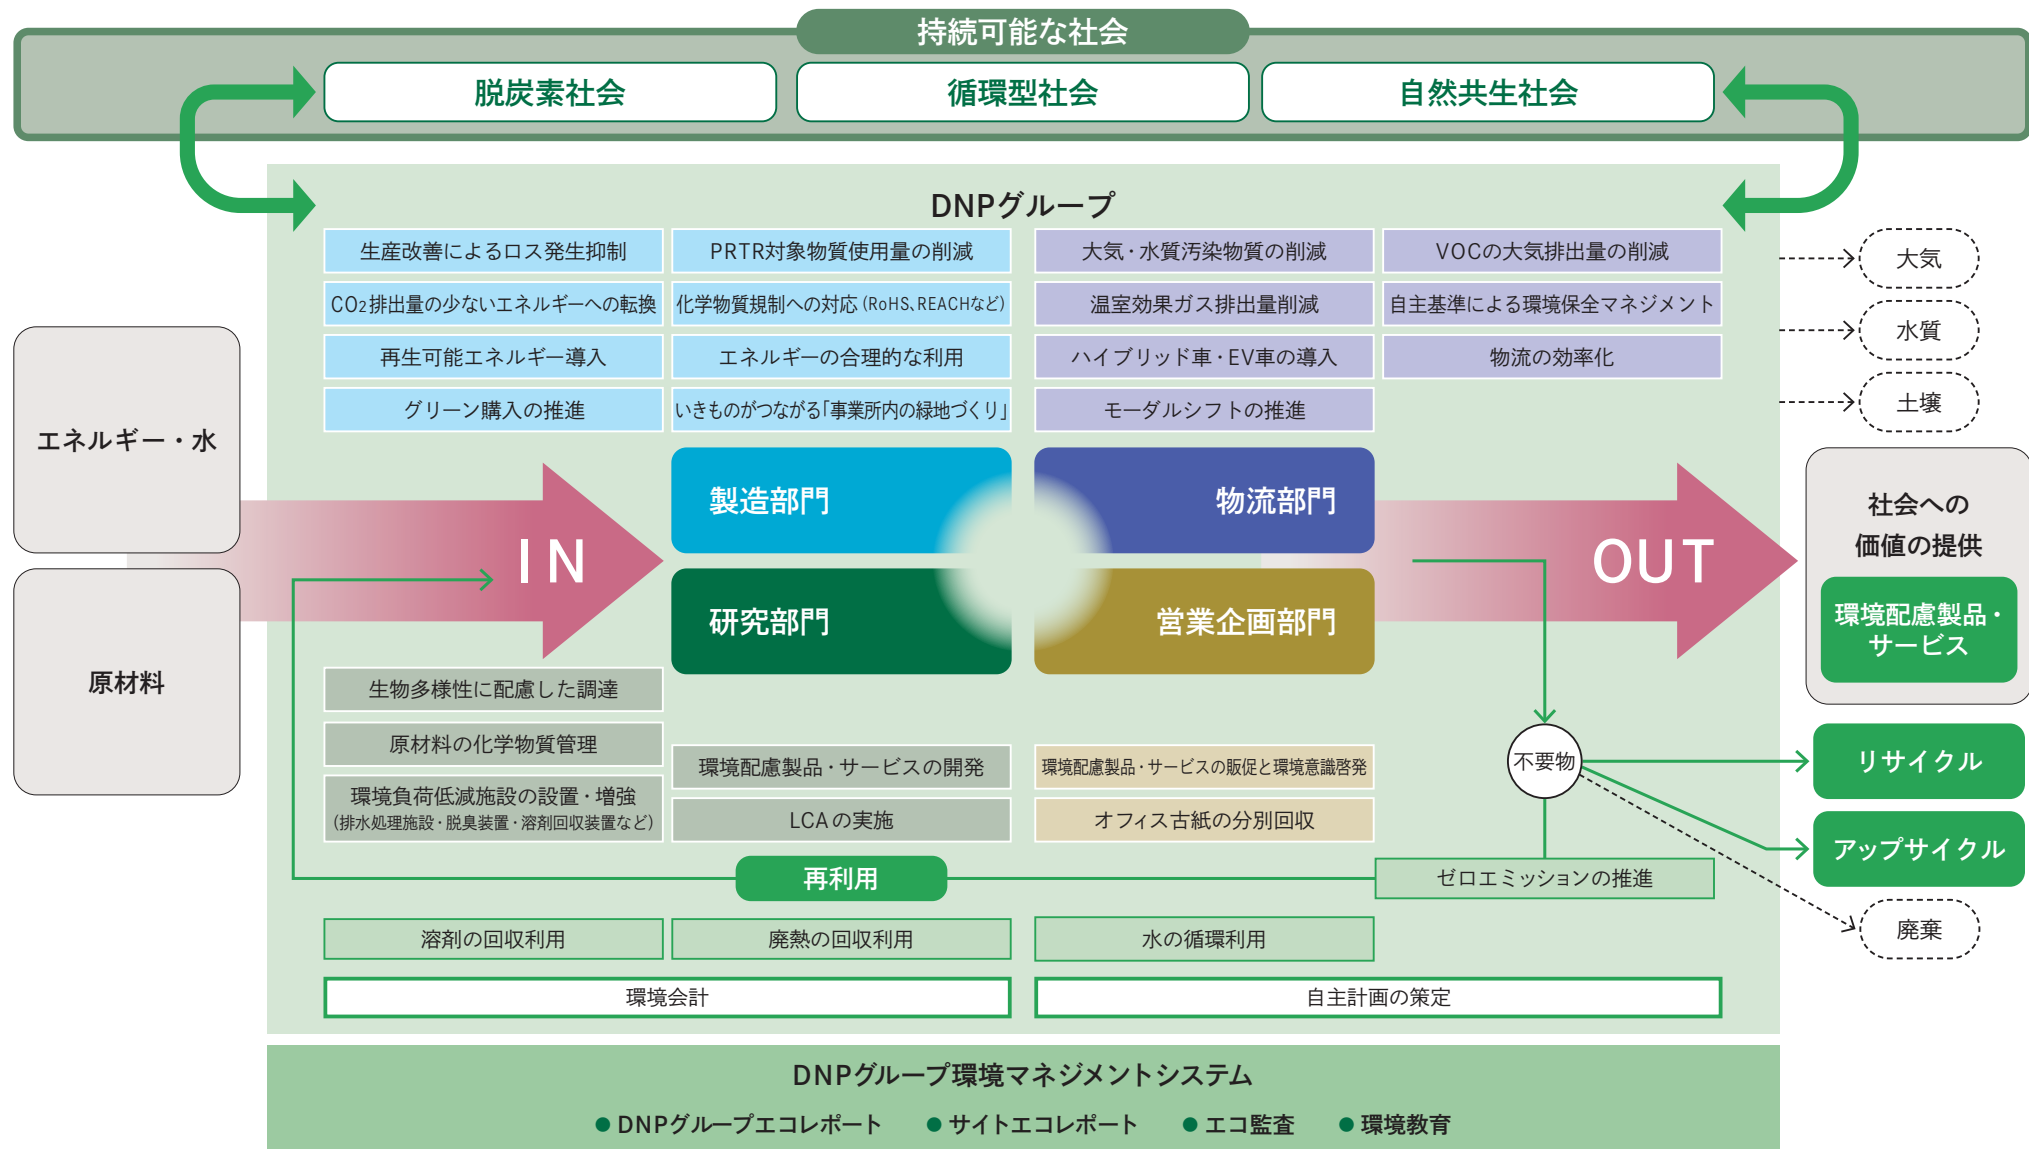 持続可能な社会
脱炭素社会
循環型社会
自然共生社会
DNPグループ
生産改善によるロス発生抑制
PRTR対象物質使用量の削減
大気・水質汚染物質の削減
VOCの大気排出量の削減
CO2排出量の少ないエネルギーへの転換
化学物質規制への対応（RoHS、REACHなど）
温室効果ガス排出量削減
自主基準による環境保全マネジメント
再生可能エネルギー導入
エネルギーの合理的な利用
ハイブリッド車・EV車の導入
物流の効率化
グリーン購入の推進
いきものがつながる「事業所内の緑地づくり」
モーダルシフトの推進
大気
水質
土壌
エネルギー・水
原材料
IN
製造部門
物流部門
研究部門
営業企画部門
OUT
社会への
価値の提供
環境配慮製品・
サービス
生物多様性に配慮した調達
原材料の化学物質管理
環境負荷低減施設の設置・増強
（排水処理施設・脱臭装置・溶剤回収装置など）
環境配慮製品・サービスの開発
LCAの実施
環境配慮製品・サービスの販促と環境意識啓発
オフィス古紙の分別回収
不要物
リサイクル
アップサイクル
廃棄
再利用
ゼロエミッションの推進
溶剤の回収利用
廃熱の回収利用
水の循環利用
環境会計
自主計画の策定
DNPグループ環境マネジメントシステム
●DNPグループエコレポート ●サイトエコレポート ●エコ監査 ●環境教育